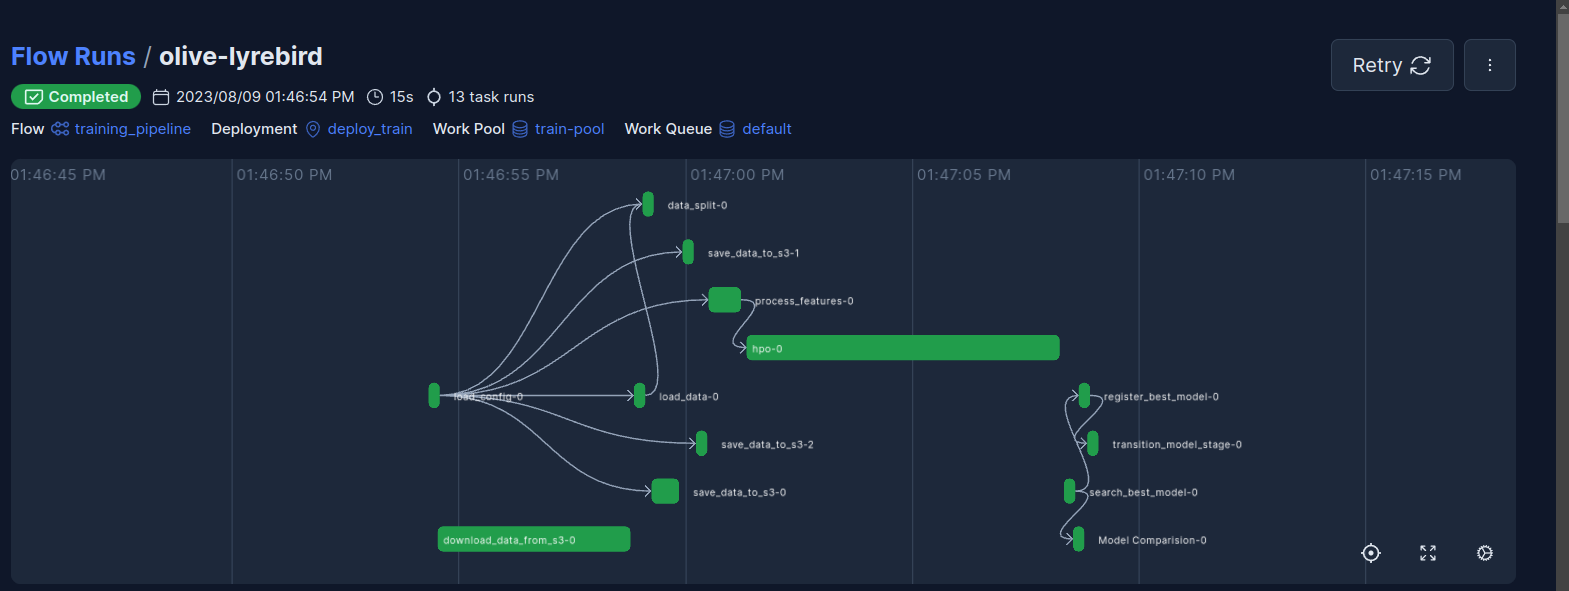 Flow Runs / olive-lyrebird
Retry
Completed 2023/08/09 01:46:54 PM 15s 13 task runs
Flow training_pipeline Deployment deploy_train Work Pool train-pool Work Queue default
01:46:45 PM 01:46:50 PM 01:46:55 PM 01:47:00 PM 01:47:05 PM 01:47:10 PM 01:47:15 PM
data_split-0
save_data_to_s3-1
process_features-0
hpo-0
load_config-0 load_data-0 register_best_model-0
save_data_to_s3-2 transition_model_stage-0
save_data_to_s3-0 search_best_model-0
download_data_from_s3-0 Model Comparision-0